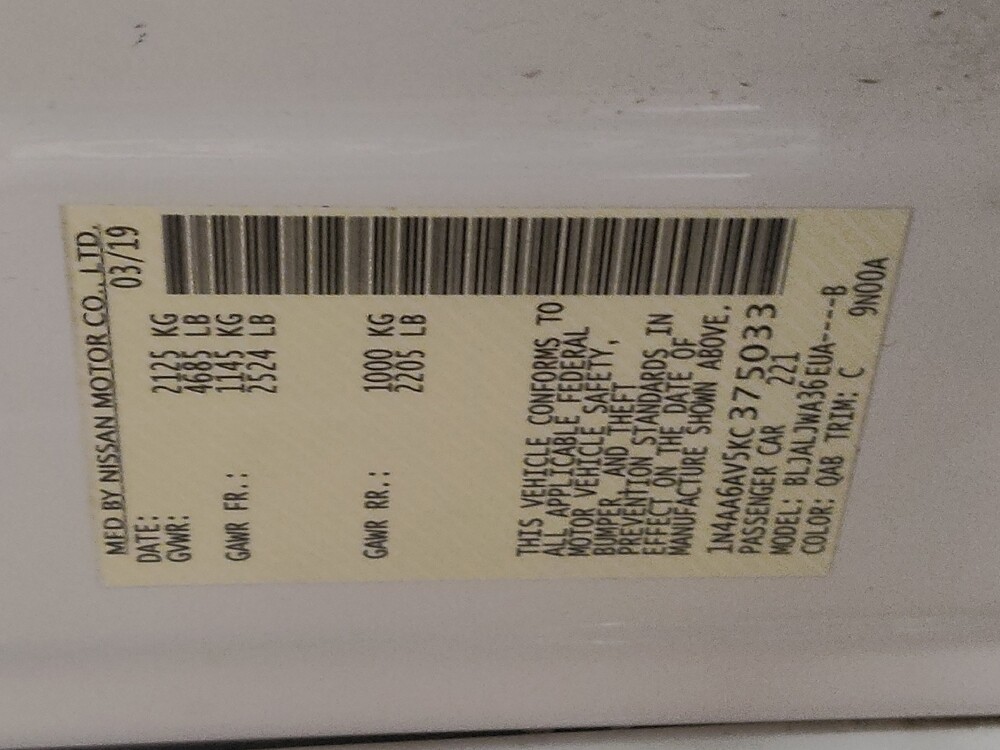 MFD BY NISSAN MOTOR CO., LTD.
DATE: 03/19
GVWR: 2125 KG
4685 LB
GAWR FR.: 1145 KG
2524 LB
GAWR RR.: 1000 KG
2205 LB
THIS VEHICLE CONFORMS TO
ALL APPLICABLE FEDERAL
MOTOR VEHICLE SAFETY,
BUMPER, AND THEFT
PREVENTION STANDARDS IN
EFFECT ON THE DATE OF
MANUFACTURE SHOWN ABOVE.
1N4AA6AV5KC375033
PASSENGER CAR 221
MODEL: BLJALJWA36EUA----B
COLOR: QAB TRIM: C 9N00A